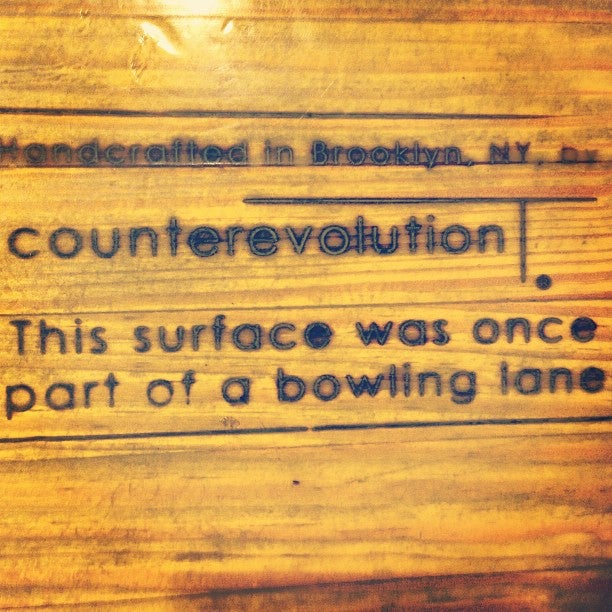 Handcrafted in Brooklyn, NY, by
counterevolution
This surface was once
part of a bowling lane